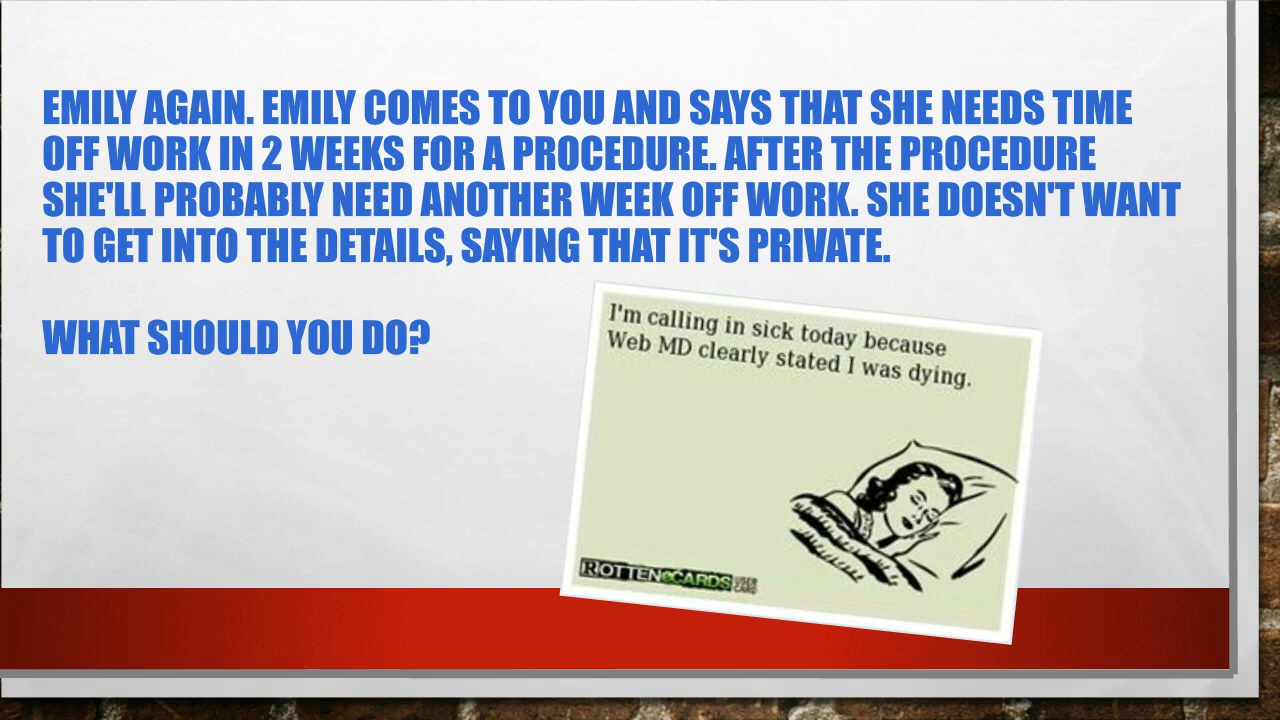 EMILY AGAIN. EMILY COMES TO YOU AND SAYS THAT SHE NEEDS TIME
OFF WORK IN 2 WEEKS FOR A PROCEDURE. AFTER THE PROCEDURE
SHE'LL PROBABLY NEED ANOTHER WEEK OFF WORK. SHE DOESN'T WANT
TO GET INTO THE DETAILS, SAYING THAT IT'S PRIVATE.
WHAT SHOULD YOU DO?
I'm calling in sick today because
Web MD clearly stated I was dying.
ROTTENeCARDS USER
CARD